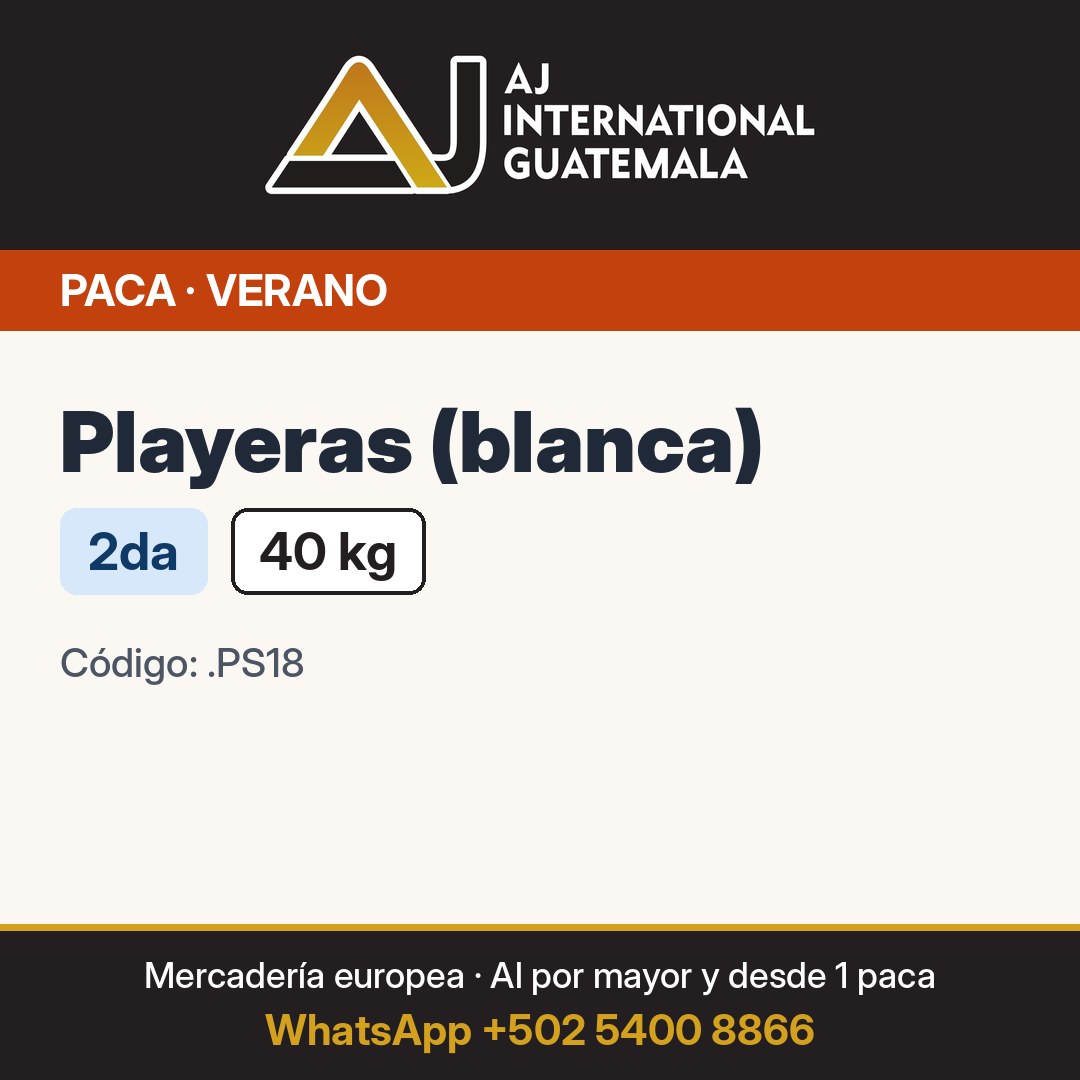 AJ
AJ
INTERNATIONAL
GUATEMALA
PACA · VERANO
Playeras (blanca)
2da
40 kg
Código: .PS18
Mercadería europea · Al por mayor y desde 1 paca
WhatsApp +502 5400 8866